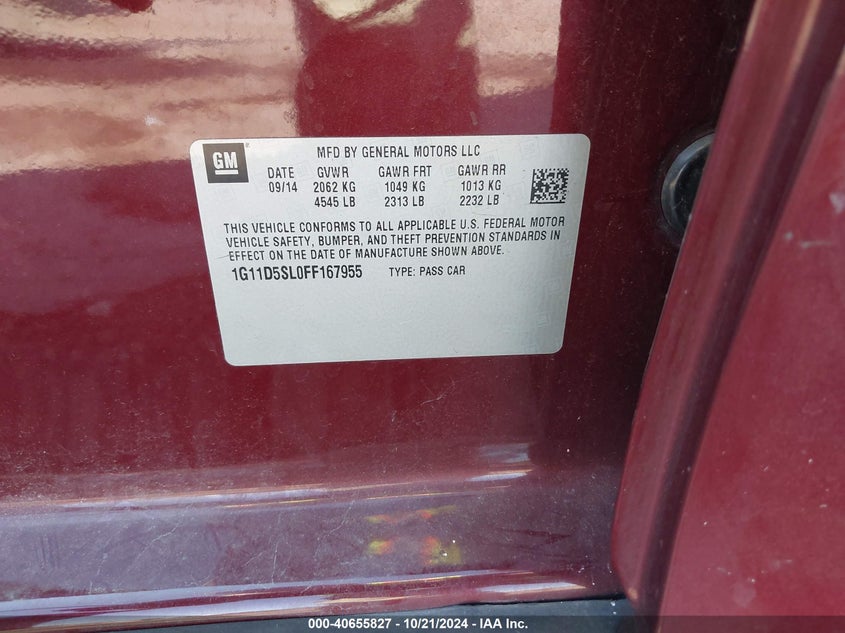 GM
MFD BY GENERAL MOTORS LLC
DATE GVWR GAWR FRT GAWR RR
09/14 2062 KG 1049 KG 1013 KG
4545 LB 2313 LB 2232 LB
THIS VEHICLE CONFORMS TO ALL APPLICABLE U.S. FEDERAL MOTOR
VEHICLE SAFETY, BUMPER, AND THEFT PREVENTION STANDARDS IN
EFFECT ON THE DATE OF MANUFACTURE SHOWN ABOVE.
1G11D5SL0FF167955 TYPE: PASS CAR
000-40655827 - 10/21/2024 - IAA Inc.